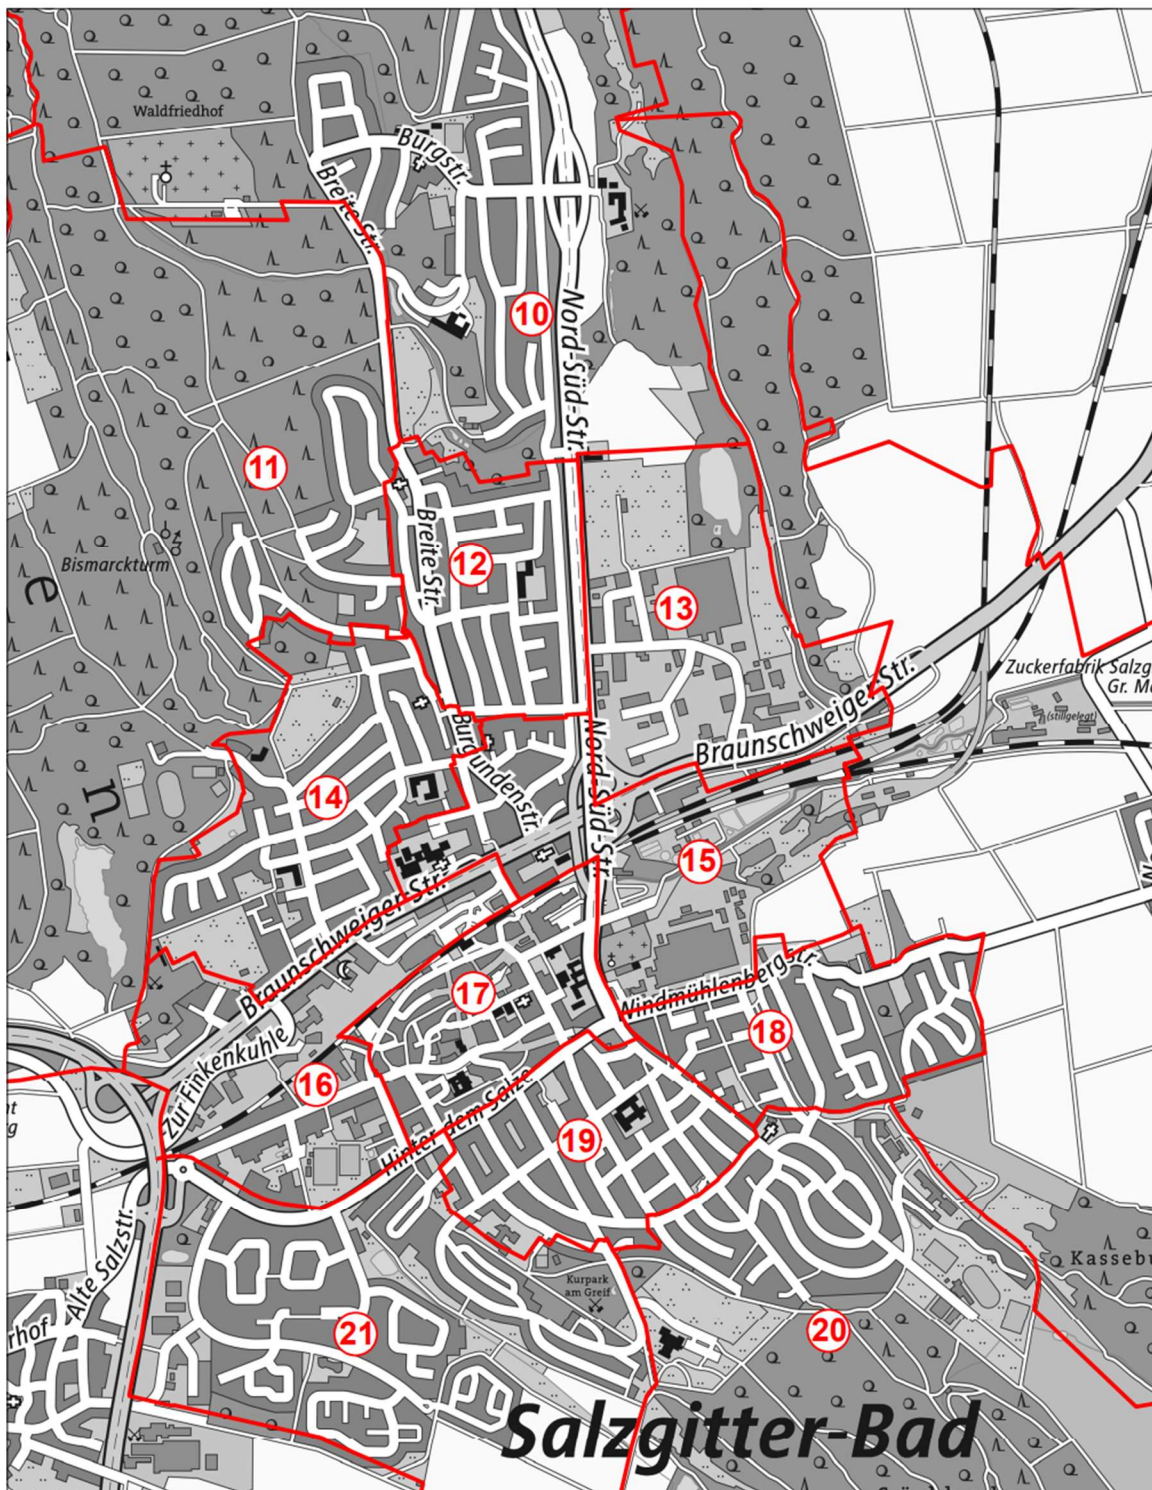 Waldfriedhof
Burgstr.
Breite Str.
10
Nord-Süd-Str.
11
Breite Str.
12
Bismarckturm
e
13
Zuckerfabrik Salzg
Gr. Ma
(stillgelegt)
Braunschweiger Str.
Burgundenstr.
Nord-Süd-Str.
n
14
15
Braunschweiger Str.
17
Windmühlenbergstr.
18
Zur Finkenkuhle
16
Hinter dem Salze
19
Alte Salzstr.
Kassebu
Kurpark
am Greif
rhof
21
20
Salzgitter-Bad